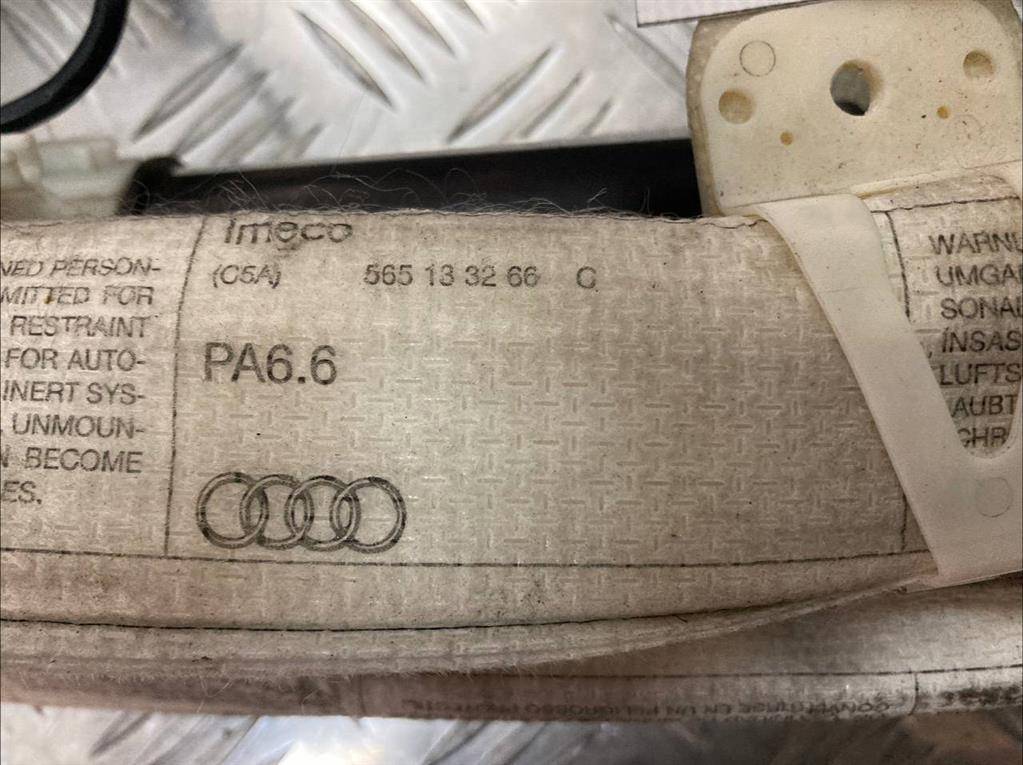 NED PERSON-
MITTED FOR
RESTRAINT
FOR AUTO-
INERT SYS-
UNMOUN-
BECOME
ES.
imeco
(C5A) 565 13 32 66 C
PA6.6
WARNU
UMGA
SONAL
INSAS
LUFTS
AUBT
CHR